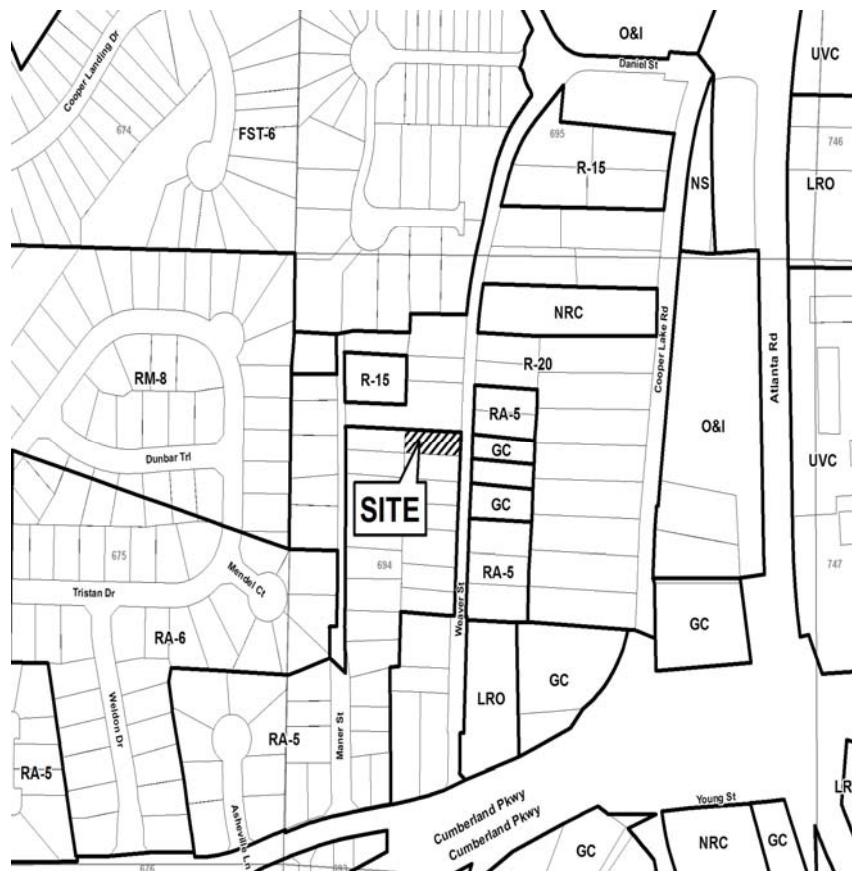 O&I
UVC
Daniel St
Cooper Landing Dr
674
FST-6
695
746
R-15
NS
LRO
NRC
Cooper Lake Rd
Atlanta Rd
R-20
RM-8
R-15
RA-5
O&I
GC
Dunbar Trl
UVC
SITE
GC
675
694
747
Mendel Ct
RA-5
Tristan Dr
Weaver St
RA-6
GC
Weldon Dr
LRO
GC
RA-5
Maner St
RA-5
Asheville Ln
Cumberland Pkwy
Cumberland Pkwy
Young St
GC
NRC
GC
676
693